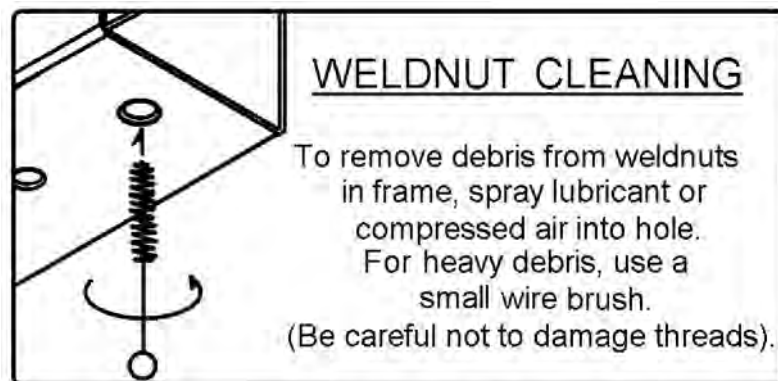 WELDNUT CLEANING
To remove debris from weldnuts
in frame, spray lubricant or
compressed air into hole.
For heavy debris, use a
small wire brush.
(Be careful not to damage threads).